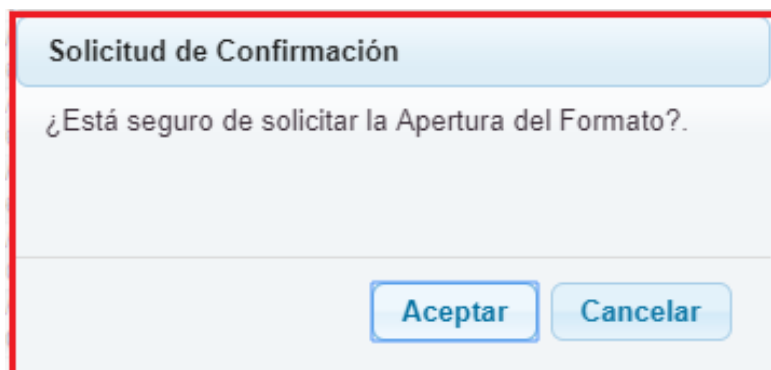 Solicitud de Confirmación
¿Está seguro de solicitar la Apertura del Formato?.
Aceptar Cancelar